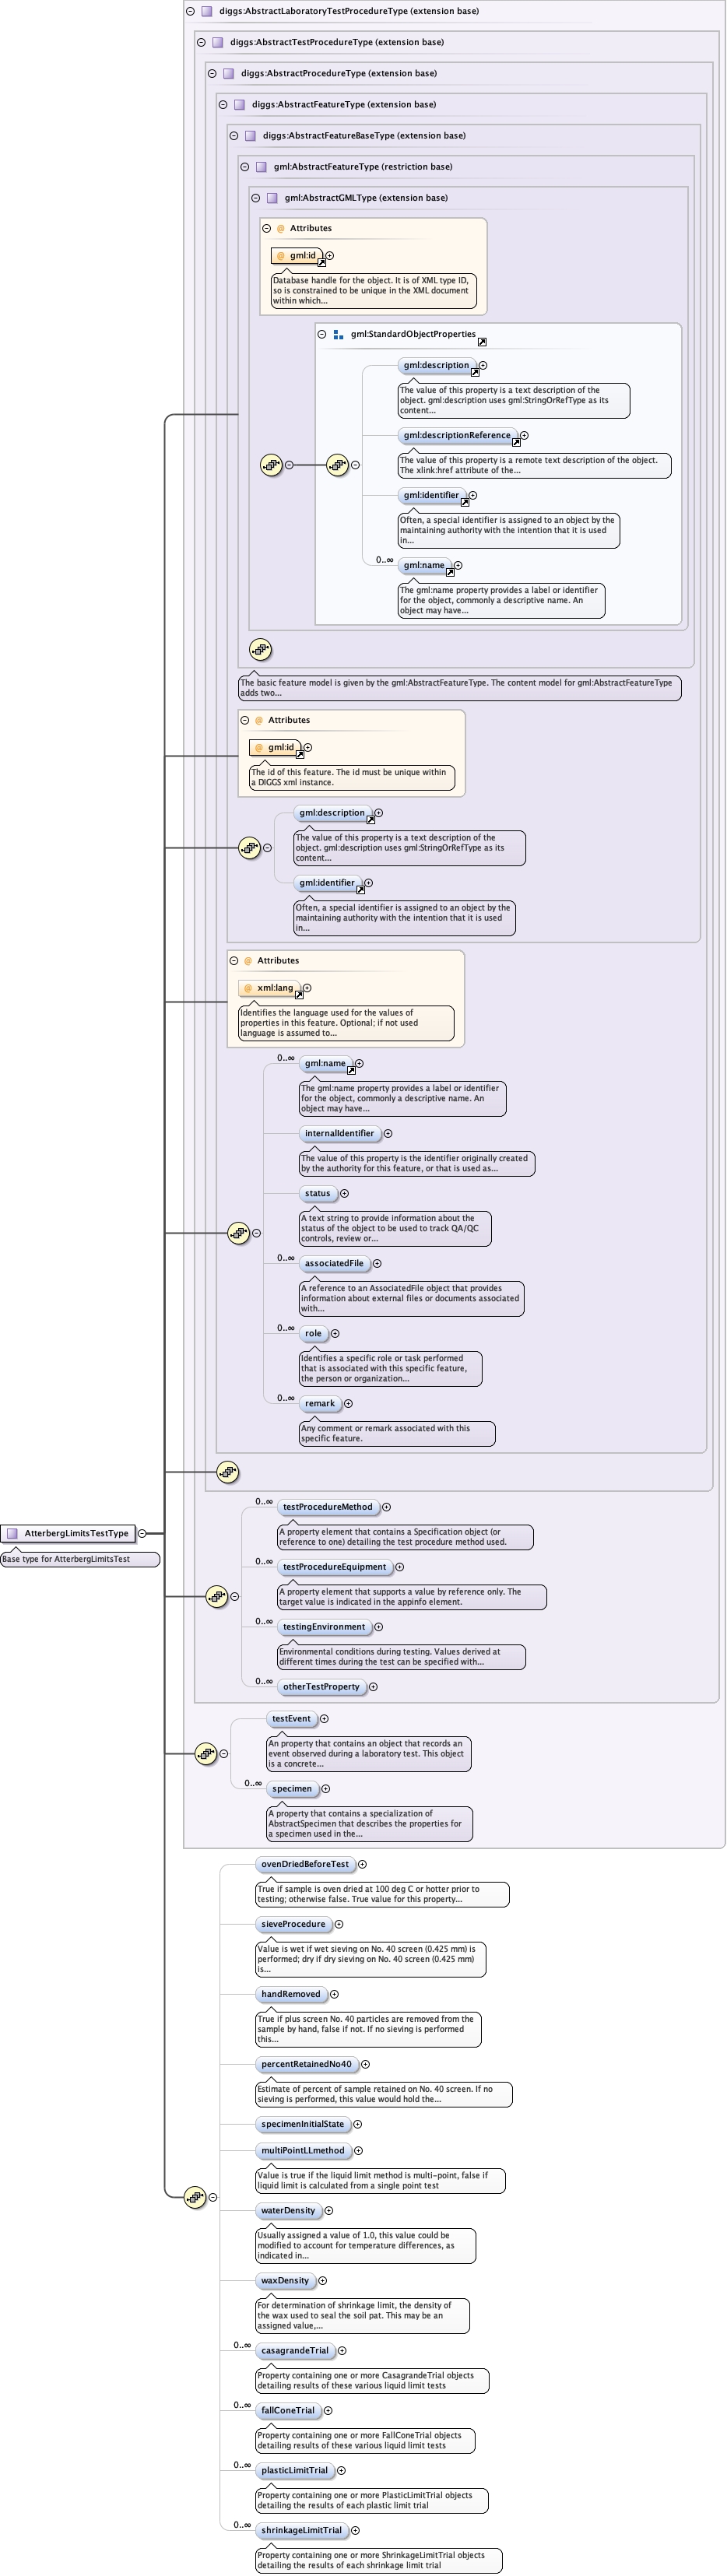 diggs:AbstractLaboratoryTestProcedureType (extension base)
diggs:AbstractTestProcedureType (extension base)
diggs:AbstractProcedureType (extension base)
diggs:AbstractFeatureType (extension base)
diggs:AbstractFeatureBaseType (extension base)
gml:AbstractFeatureType (restriction base)
gml:AbstractGMLType (extension base)
@ Attributes
@ gml:id
Database handle for the object. It is of XML type ID,
so is constrained to be unique in the XML document
within which...
gml:StandardObjectProperties
gml:description
The value of this property is a text description of the
object. gml:description uses gml:StringOrRefType as its
content...
gml:descriptionReference
The value of this property is a remote text description of the object.
The xlink:href attribute of the...
gml:identifier
Often, a special identifier is assigned to an object by the
maintaining authority with the intention that it is used
in...
0..∞
gml:name
The gml:name property provides a label or identifier
for the object, commonly a descriptive name. An
object may have...
The basic feature model is given by the gml:AbstractFeatureType. The content model for gml:AbstractFeatureType
adds two...
@ Attributes
@ gml:id
The id of this feature. The id must be unique within
a DIGGS xml instance.
gml:description
The value of this property is a text description of the
object. gml:description uses gml:StringOrRefType as its
content...
gml:identifier
Often, a special identifier is assigned to an object by the
maintaining authority with the intention that it is used
in...
@ Attributes
@ xml:lang
Identifies the language used for the values of
properties in this feature. Optional; if not used
language is assumed to...
0..∞
gml:name
The gml:name property provides a label or identifier
for the object, commonly a descriptive name. An
object may have...
internalIdentifier
The value of this property is the identifier originally created
by the authority for this feature, or that is used as...
status
A text string to provide information about the
status of the object to be used to track QA/QC
controls, review or...
0..∞
associatedFile
A reference to an AssociatedFile object that provides
information about external files or documents associated
with...
0..∞
role
Identifies a specific role or task performed
that is associated with this specific feature,
the person or organization...
0..∞
remark
Any comment or remark associated with this
specific feature.
AtterbergLimitsTestType
Base type for AtterbergLimitsTest
0..∞
testProcedureMethod
A property element that contains a Specification object (or
reference to one) detailing the test procedure method used.
0..∞
testProcedureEquipment
A property element that supports a value by reference only. The
target value is indicated in the appinfo element.
0..∞
testingEnvironment
Environmental conditions during testing. Values derived at
different times during the test can be specified with...
0..∞
otherTestProperty
testEvent
An property that contains an object that records an
event observed during a laboratory test. This object
is a concrete...
0..∞
specimen
A property that contains a specialization of
AbstractSpecimen that describes the properties for
a specimen used in the...
ovenDriedBeforeTest
True if sample is oven dried at 100 deg C or hotter prior to
testing; otherwise false. True value for this property...
sieveProcedure
Value is wet if wet sieving on No. 40 screen (0.425 mm) is
performed; dry if dry sieving on No. 40 screen (0.425 mm)
is...
handRemoved
True if plus screen No. 40 particles are removed from the
sample by hand, false if not. If no sieving is performed
this...
percentRetainedNo40
Estimate of percent of sample retained on No. 40 screen. If no
sieving is performed, this value would hold the...
specimenInitialState
multiPointLLmethod
Value is true if the liquid limit method is multi-point, false if
liquid limit is calculated from a single point test
waterDensity
Usually assigned a value of 1.0, this value could be
modified to account for temperature differences, as
indicated in...
waxDensity
For determination of shrinkage limit, the density of
the wax used to seal the soil pat. This may be an
assigned value,...
0..∞
casagrandeTrial
Property containing one or more CasagrandeTrial objects
detailing results of these various liquid limit tests
0..∞
fallConeTrial
Property containing one or more FallConeTrial objects
detailing results of these various liquid limit tests
0..∞
plasticLimitTrial
Property containing one or more PlasticLimitTrial objects
detailing the results of each plastic limit trial
0..∞
shrinkageLimitTrial
Property containing one or more ShrinkageLimitTrial objects
detailing the results of each shrinkage limit trial